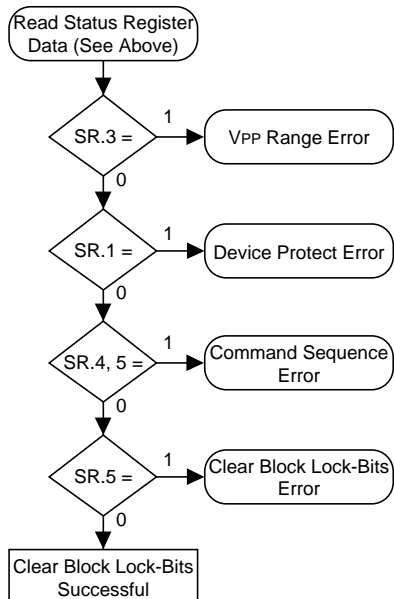 Read Status Register
Data (See Above)
SR.3 =
1
VPP Range Error
0
SR.1 =
1
Device Protect Error
0
SR.4, 5 =
1
Command Sequence
Error
0
SR.5 =
1
Clear Block Lock-Bits
Error
0
Clear Block Lock-Bits
Successful